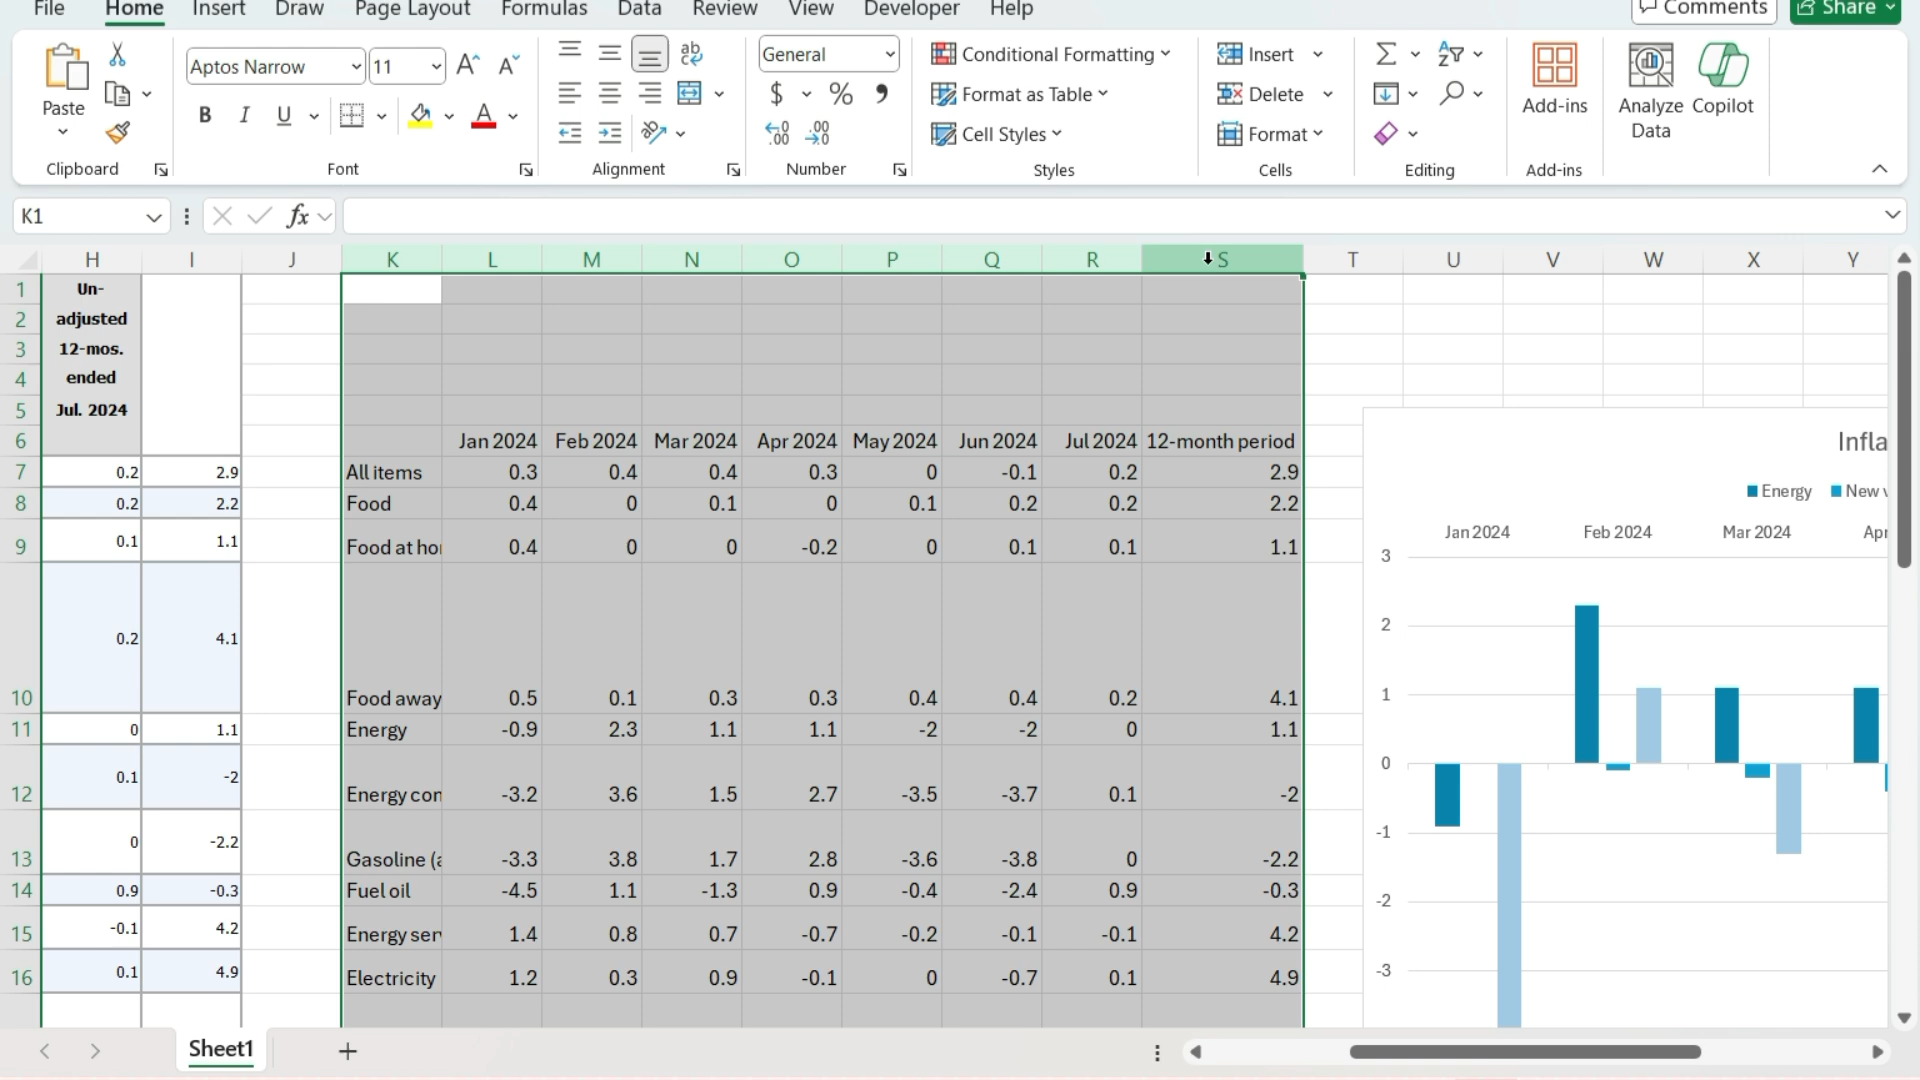 File Home Insert Draw Page Layout Formulas Data Review View Developer Help Comments Share
Paste
Clipboard
Aptos Narrow 11
B I U
Font
Alignment
General
$ % 9
Number
Conditional Formatting
Format as Table
Cell Styles
Styles
Insert
Delete
Format
Cells
Editing
Add-ins
Add-ins
Analyze
Data
Copilot
K1 fx
H I J K L M N O P Q R S T U V W X Y
1 Un-
2 adjusted
3 12-mos.
4 ended
5 Jul. 2024
6 Jan 2024 Feb 2024 Mar 2024 Apr 2024 May 2024 Jun 2024 Jul 2024 12-month period
7 0.2 2.9 All items 0.3 0.4 0.4 0.3 0 -0.1 0.2 2.9
8 0.2 2.2 Food 0.4 0 0.1 0 0.1 0.2 0.2 2.2
9 0.1 1.1 Food at ho 0.4 0 0 -0.2 0 0.1 0.1 1.1
10 0.2 4.1 Food away 0.5 0.1 0.3 0.3 0.4 0.4 0.2 4.1
11 0 1.1 Energy -0.9 2.3 1.1 1.1 -2 -2 0 1.1
12 0.1 -2 Energy con -3.2 3.6 1.5 2.7 -3.5 -3.7 0.1 -2
13 0 -2.2 Gasoline (a -3.3 3.8 1.7 2.8 -3.6 -3.8 0 -2.2
14 0.9 -0.3 Fuel oil -4.5 1.1 -1.3 0.9 -0.4 -2.4 0.9 -0.3
15 -0.1 4.2 Energy ser -1.4 0.8 0.7 -0.7 -0.2 -0.1 -0.1 4.2
16 0.1 4.9 Electricity 1.2 0.3 0.9 -0.1 0 -0.7 0.1 4.9
Infla
Energy New v
Jan 2024 Feb 2024 Mar 2024 Apr
3
2
1
0
-1
-2
-3
Sheet1